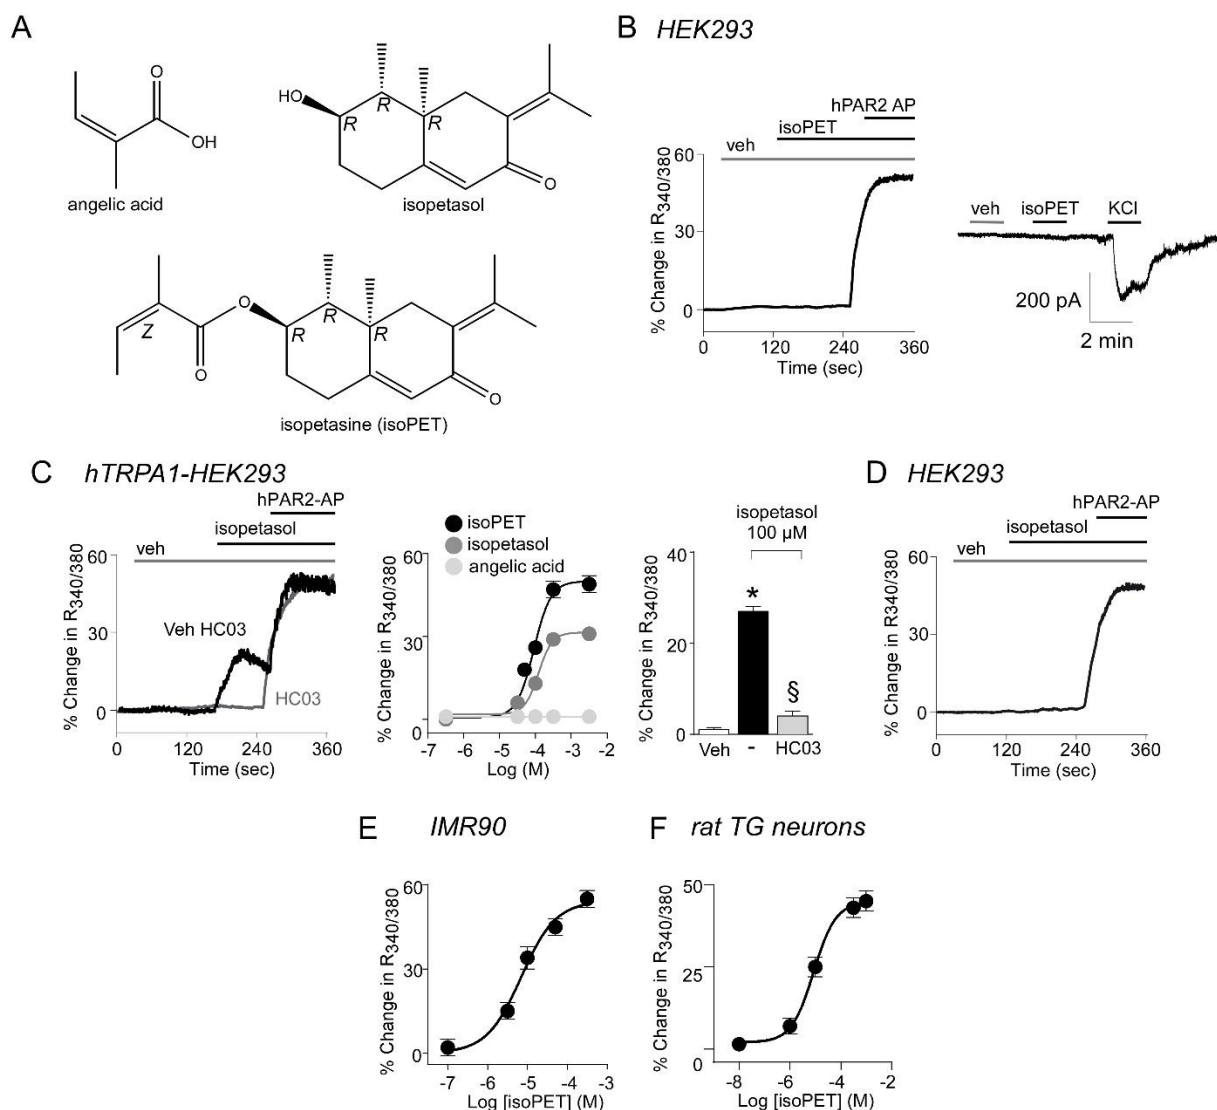 A
O
OH
angelic acid
HO
R
R
R
O
isopetasol
O
Z
O
R
R
R
O
isopetasine (isoPET)
B HEK293
hPAR2 AP
isoPET
veh
% Change in R340/380
60
30
0
0 120 240 360
Time (sec)
veh isoPET KCl
200 pA
2 min
C hTRPA1-HEK293
hPAR2-AP
isopetasol
veh
% Change in R340/380
60
30
0
Veh HC03
HC03
0 120 240 360
Time (sec)
isoPET
isopetasol
angelic acid
% Change in R340/380
60
30
0
-7 -6 -5 -4 -3 -2
Log (M)
isopetasol
100 µM
% Change in R340/380
40
20
0
*
§
Veh - HC03
D HEK293
hPAR2-AP
isopetasol
veh
% Change in R340/380
60
30
0
0 120 240 360
Time (sec)
E IMR90
% Change in R340/380
60
30
0
-7 -6 -5 -4 -3
Log [isoPET] (M)
F rat TG neurons
% Change in R340/380
50
25
0
-8 -6 -4 -2
Log [isoPET] (M)